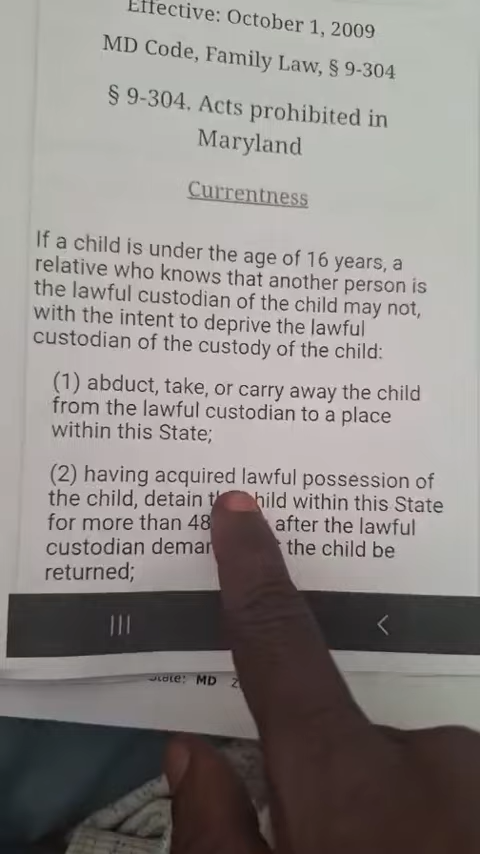 Effective: October 1, 2009
MD Code, Family Law, § 9-304
§ 9-304. Acts prohibited in
Maryland
Currentness
If a child is under the age of 16 years, a
relative who knows that another person is
the lawful custodian of the child may not,
with the intent to deprive the lawful
custodian of the custody of the child:
(1) abduct, take, or carry away the child
from the lawful custodian to a place
within this State;
(2) having acquired lawful possession of
the child, detain hild within this State
for more than 48 after the lawful
custodian the child be
returned;
State: MD